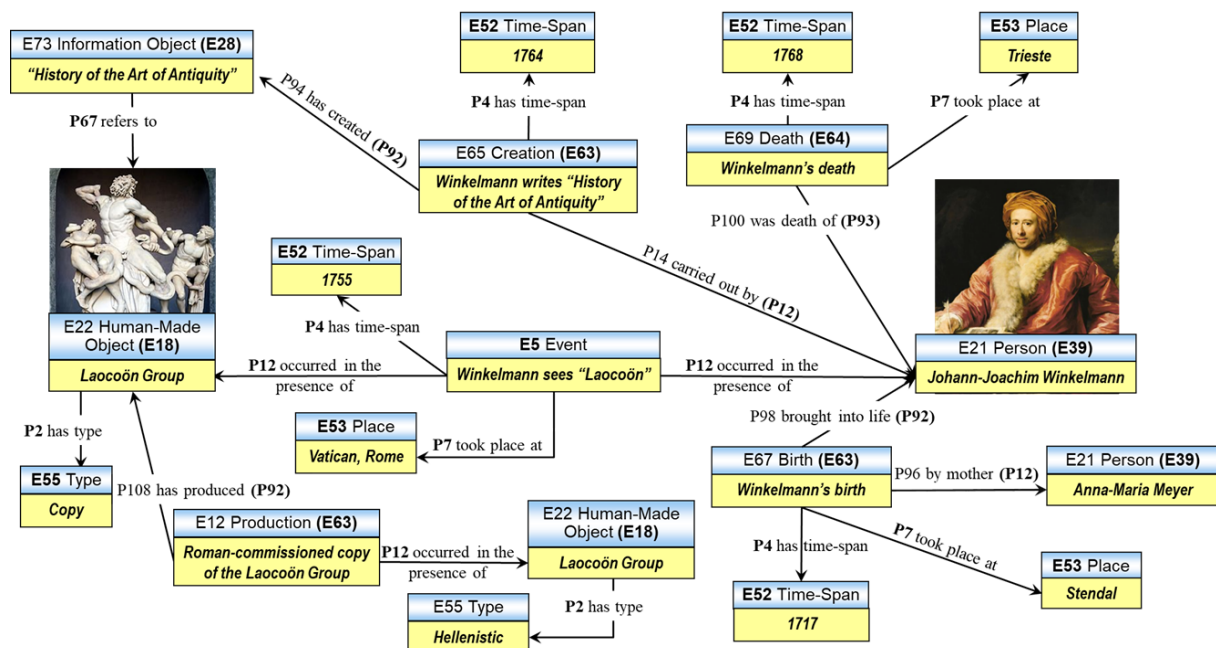 E52 Time-Span
1764
E52 Time-Span
1768
E53 Place
Trieste
E73 Information Object (E28)
“History of the Art of Antiquity”
P94 has created (P92)
P4 has time-span
P4 has time-span
P7 took place at
P67 refers to
E65 Creation (E63)
Winkelmann writes “History
of the Art of Antiquity”
E69 Death (E64)
Winkelmann’s death
P100 was death of (P93)
P14 carried out by (P12)
E52 Time-Span
1755
P4 has time-span
E22 Human-Made
Object (E18)
Laocoön Group
P12 occurred in the
presence of
E5 Event
Winkelmann sees “Laocoön”
P12 occurred in the
presence of
E21 Person (E39)
Johann-Joachim Winkelmann
P2 has type
E53 Place
Vatican, Rome
P7 took place at
P98 brought into life (P92)
E55 Type
Copy
P108 has produced (P92)
E67 Birth (E63)
Winkelmann’s birth
P96 by mother (P12)
E21 Person (E39)
Anna-Maria Meyer
E12 Production (E63)
Roman-commissioned copy
of the Laocoön Group
P12 occurred in the
presence of
E22 Human-Made
Object (E18)
Laocoön Group
P4 has time-span
P7 took place at
E53 Place
Stendal
E55 Type
Hellenistic
P2 has type
E52 Time-Span
1717